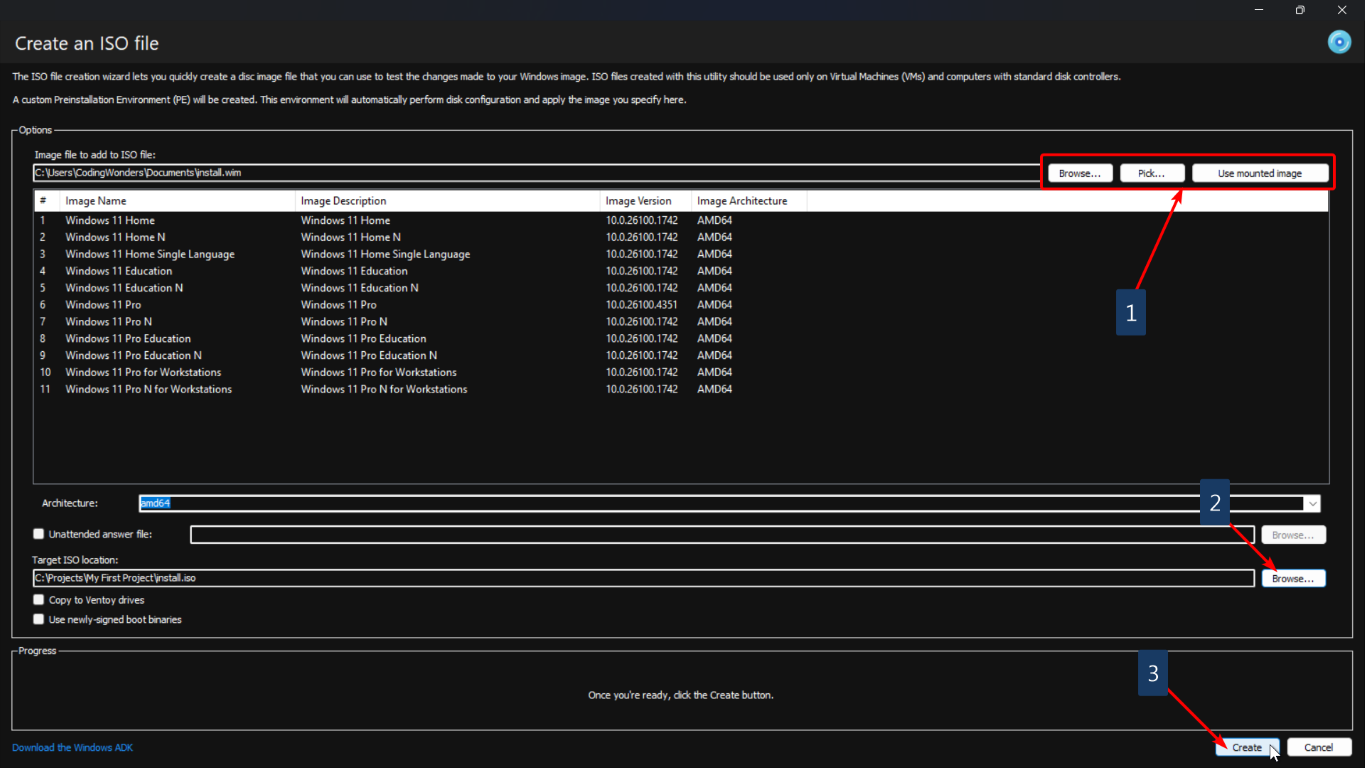 Create an ISO file
The ISO file creation wizard lets you quickly create a disc image file that you can use to test the changes made to your Windows image. ISO files created with this utility should be used only on Virtual Machines (VMs) and computers with standard disk controllers.
A custom Preinstallation Environment (PE) will be created. This environment will automatically perform disk configuration and apply the image you specify here.
Options
Image file to add to ISO file:
C:\Users\CodingWonders\Documents\install.wim Browse... Pick... Use mounted image
# Image Name Image Description Image Version Image Architecture
1 Windows 11 Home Windows 11 Home 10.0.26100.1742 AMD64
2 Windows 11 Home N Windows 11 Home N 10.0.26100.1742 AMD64
3 Windows 11 Home Single Language Windows 11 Home Single Language 10.0.26100.1742 AMD64
4 Windows 11 Education Windows 11 Education 10.0.26100.1742 AMD64
5 Windows 11 Education N Windows 11 Education N 10.0.26100.1742 AMD64
6 Windows 11 Pro Windows 11 Pro 10.0.26100.4351 AMD64
7 Windows 11 Pro N Windows 11 Pro N 10.0.26100.1742 AMD64
8 Windows 11 Pro Education Windows 11 Pro Education 10.0.26100.1742 AMD64
9 Windows 11 Pro Education N Windows 11 Pro Education N 10.0.26100.1742 AMD64
10 Windows 11 Pro for Workstations Windows 11 Pro for Workstations 10.0.26100.1742 AMD64
11 Windows 11 Pro N for Workstations Windows 11 Pro N for Workstations 10.0.26100.1742 AMD64
1
Architecture: amd64
2
Unattended answer file: Browse...
Target ISO location:
C:\Projects\My First Project\install.iso Browse...
Copy to Ventoy drives
Use newly-signed boot binaries
Progress
3
Once you're ready, click the Create button.
Download the Windows ADK Create Cancel